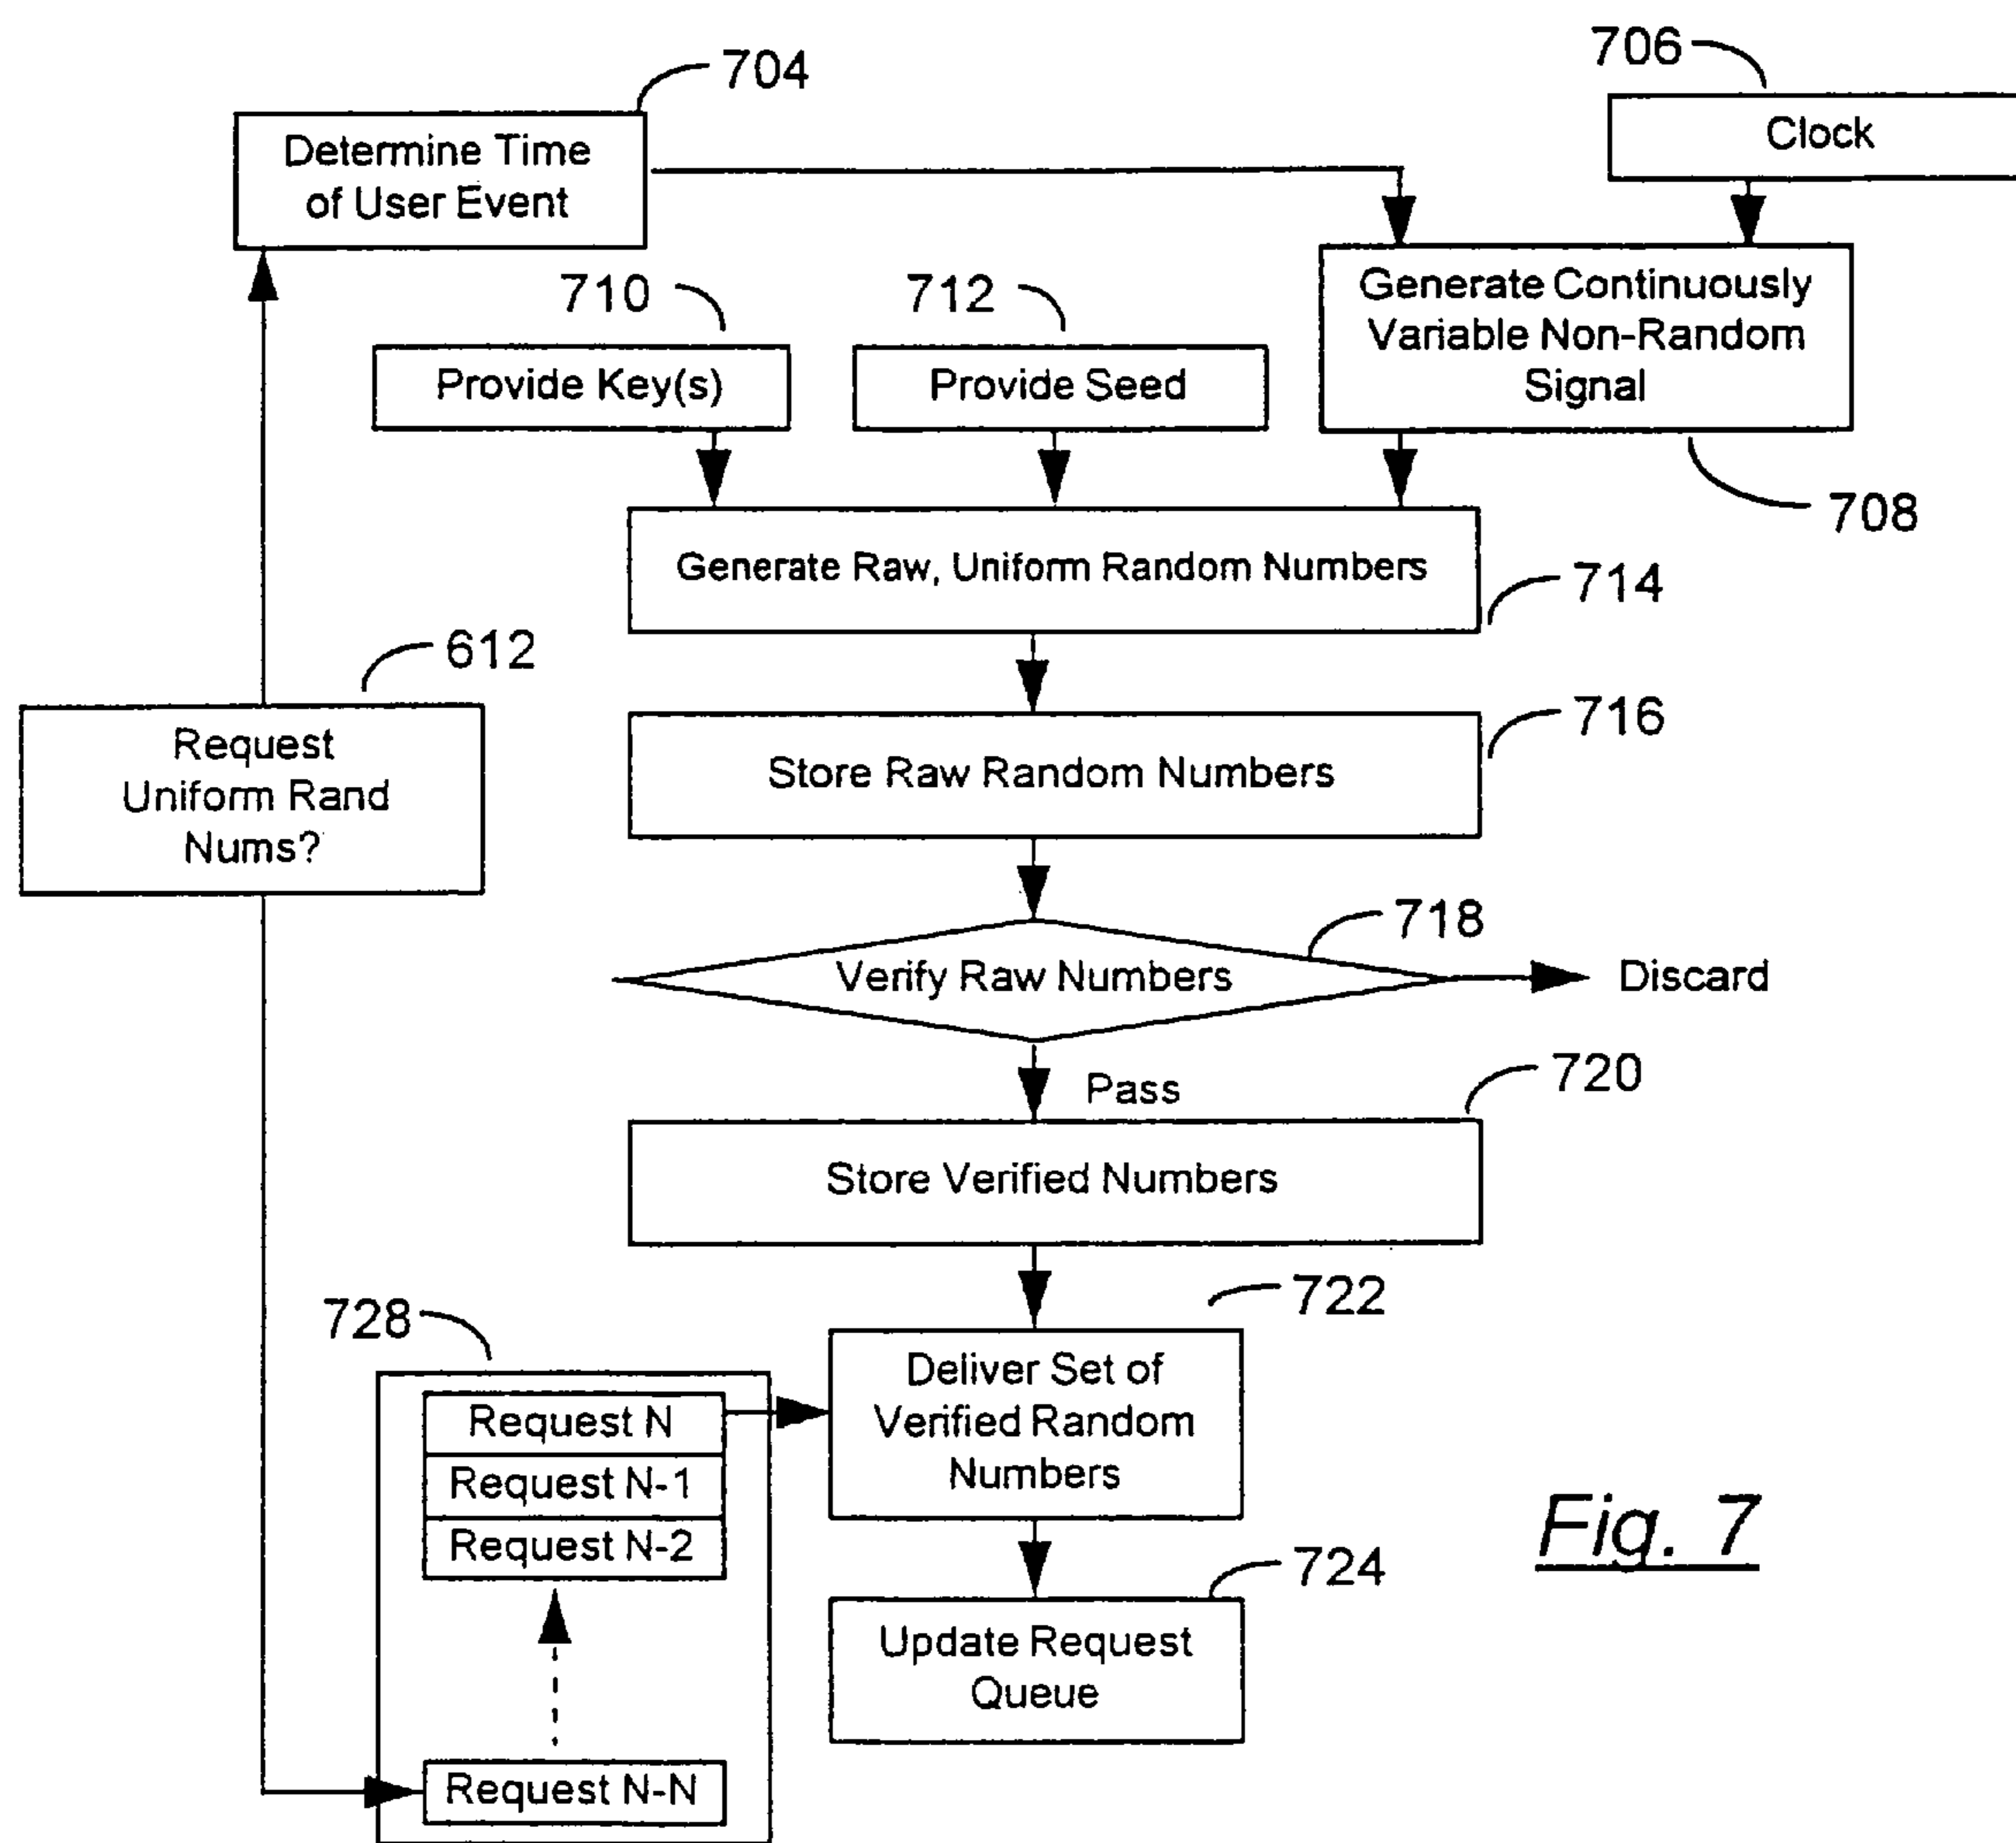 704
706
Determine Time
of User Event
Clock
710
712
Generate Continuously
Variable Non-Random
Signal
Provide Key(s)
Provide Seed
708
Generate Raw, Uniform Random Numbers
714
612
Request
Uniform Rand
Nums?
716
Store Raw Random Numbers
718
Verify Raw Numbers
Discard
Pass
720
Store Verified Numbers
722
728
Deliver Set of
Verified Random
Numbers
Request N
Request N-1
Request N-2
Fig. 7
724
Update Request
Queue
Request N-N